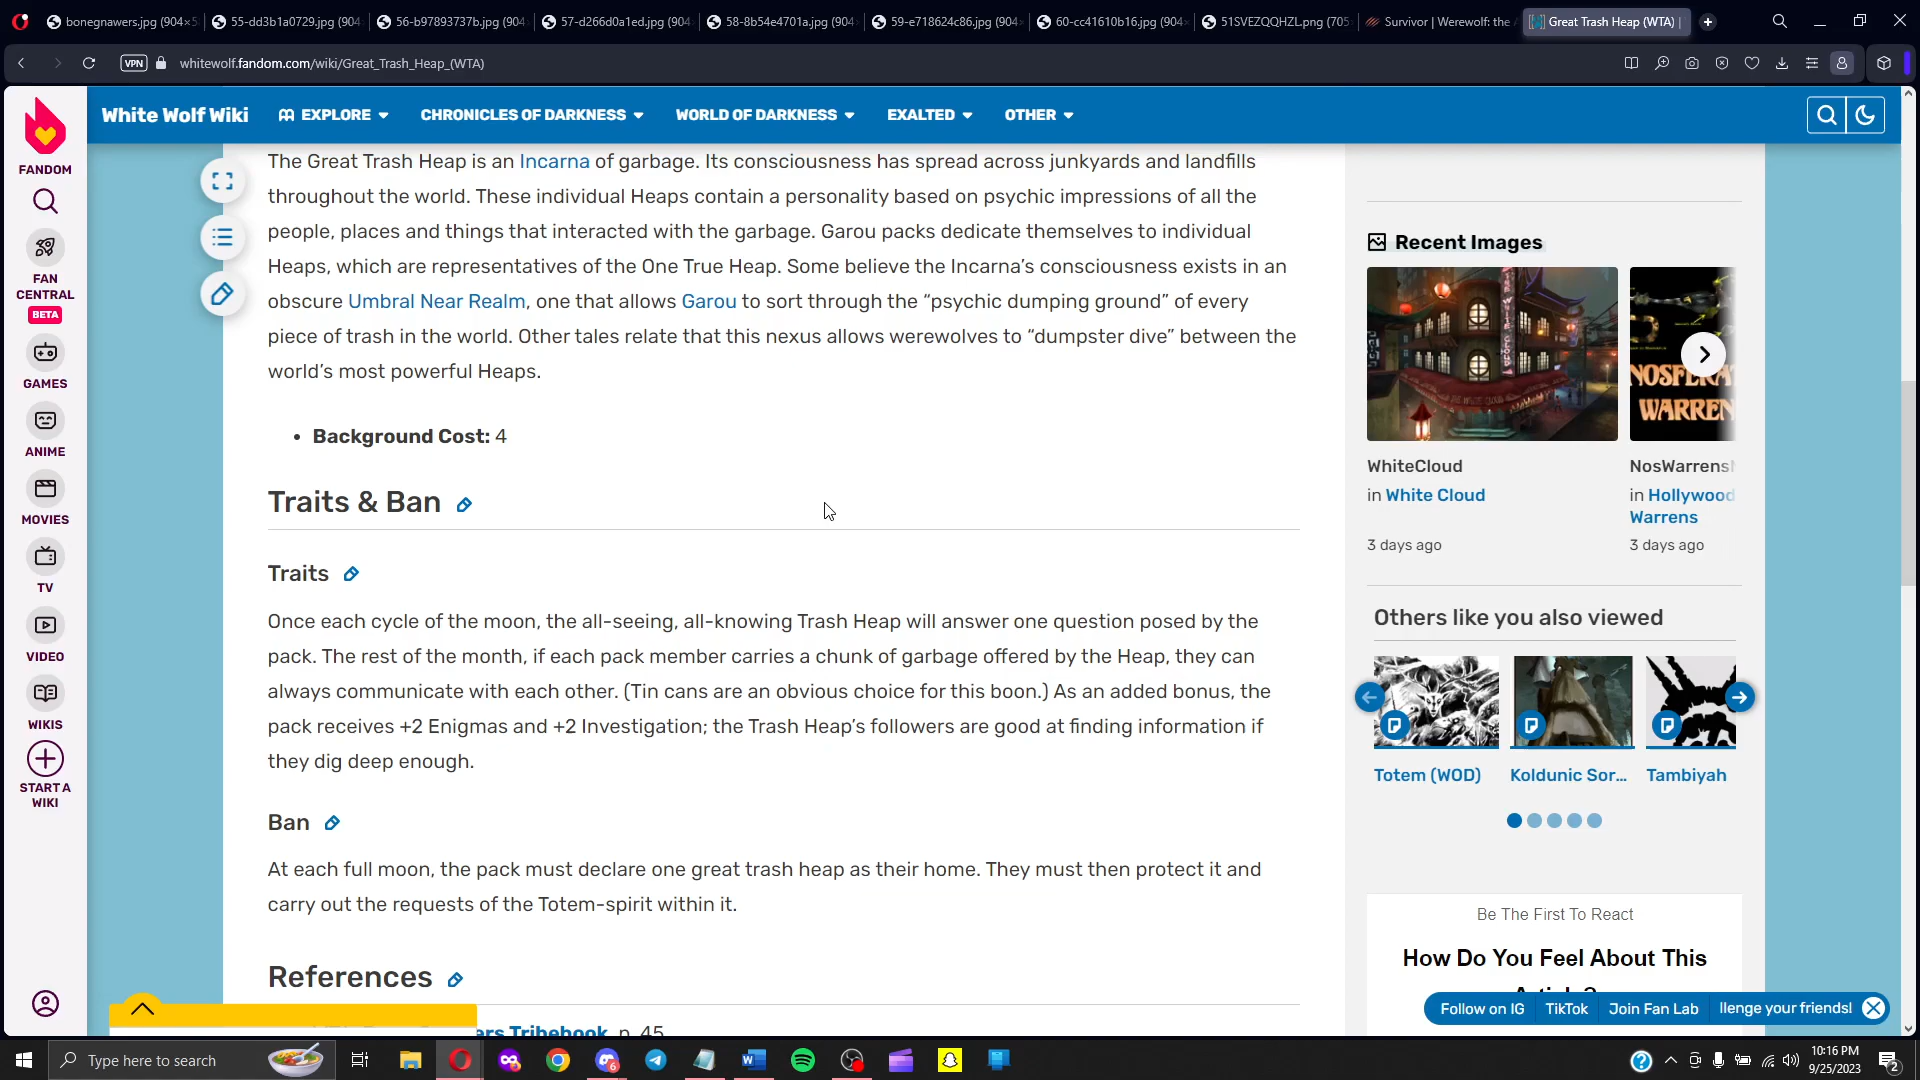 bonegnawers.jpg (904×5
55-dd3b1a0729.jpg (904
56-b97893737b.jpg (904
57-d266d0a1ed.jpg (904
58-8b54e4701a.jpg (904
59-e718624c86.jpg (904
60-cc41610b16.jpg (904
51SVEZQQHZL.png (705
Survivor | Werewolf: the
Great Trash Heap (WTA) |
VPN
whitewolf.fandom.com/wiki/Great_Trash_Heap_(WTA)
White Wolf Wiki
EXPLORE
CHRONICLES OF DARKNESS
WORLD OF DARKNESS
EXALTED
OTHER
FANDOM
FAN
CENTRAL
BETA
GAMES
ANIME
MOVIES
TV
VIDEO
WIKIS
START A
WIKI
The Great Trash Heap is an Incarna of garbage. Its consciousness has spread across junkyards and landfills
throughout the world. These individual Heaps contain a personality based on psychic impressions of all the
people, places and things that interacted with the garbage. Garou packs dedicate themselves to individual
Heaps, which are representatives of the One True Heap. Some believe the Incarna's consciousness exists in an
obscure Umbral Near Realm, one that allows Garou to sort through the “psychic dumping ground” of every
piece of trash in the world. Other tales relate that this nexus allows werewolves to “dumpster dive” between the
world's most powerful Heaps.
• Background Cost: 4
Traits & Ban
Traits
Once each cycle of the moon, the all-seeing, all-knowing Trash Heap will answer one question posed by the
pack. The rest of the month, if each pack member carries a chunk of garbage offered by the Heap, they can
always communicate with each other. (Tin cans are an obvious choice for this boon.) As an added bonus, the
pack receives +2 Enigmas and +2 Investigation; the Trash Heap's followers are good at finding information if
they dig deep enough.
Ban
At each full moon, the pack must declare one great trash heap as their home. They must then protect it and
carry out the requests of the Totem-spirit within it.
References
ers Tribebook, p. 45
Recent Images
THE WHITE CLOUD
NOSFERA
WARREN
WhiteCloud
in White Cloud
3 days ago
NosWarrens
in Hollywood
Warrens
3 days ago
Others like you also viewed
Totem (WOD)
Koldunic Sor...
Tambiyah
Be The First To React
How Do You Feel About This
Follow on IG
TikTok
Join Fan Lab
llenge your friends!
Type here to search
6
10:16 PM
9/25/2023
2